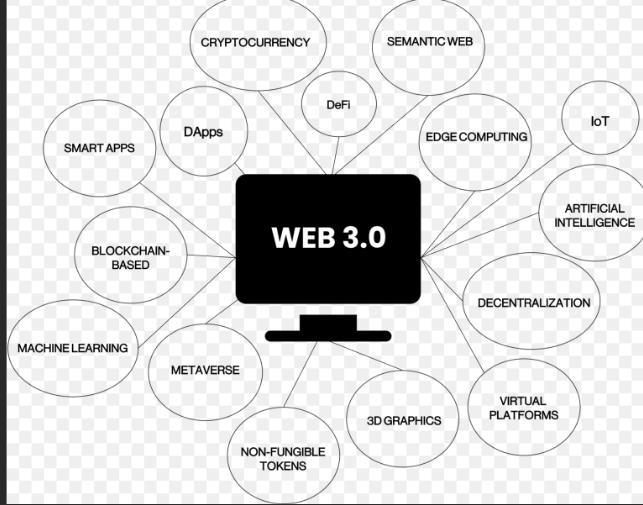 CRYPTOCURRENCY
SEMANTIC WEB
DeFi
DApps
SMART APPS
EDGE COMPUTING
IoT
WEB 3.0
ARTIFICIAL
INTELLIGENCE
BLOCKCHAIN-
BASED
DECENTRALIZATION
MACHINE LEARNING
METAVERSE
VIRTUAL
PLATFORMS
3D GRAPHICS
NON-FUNGIBLE
TOKENS